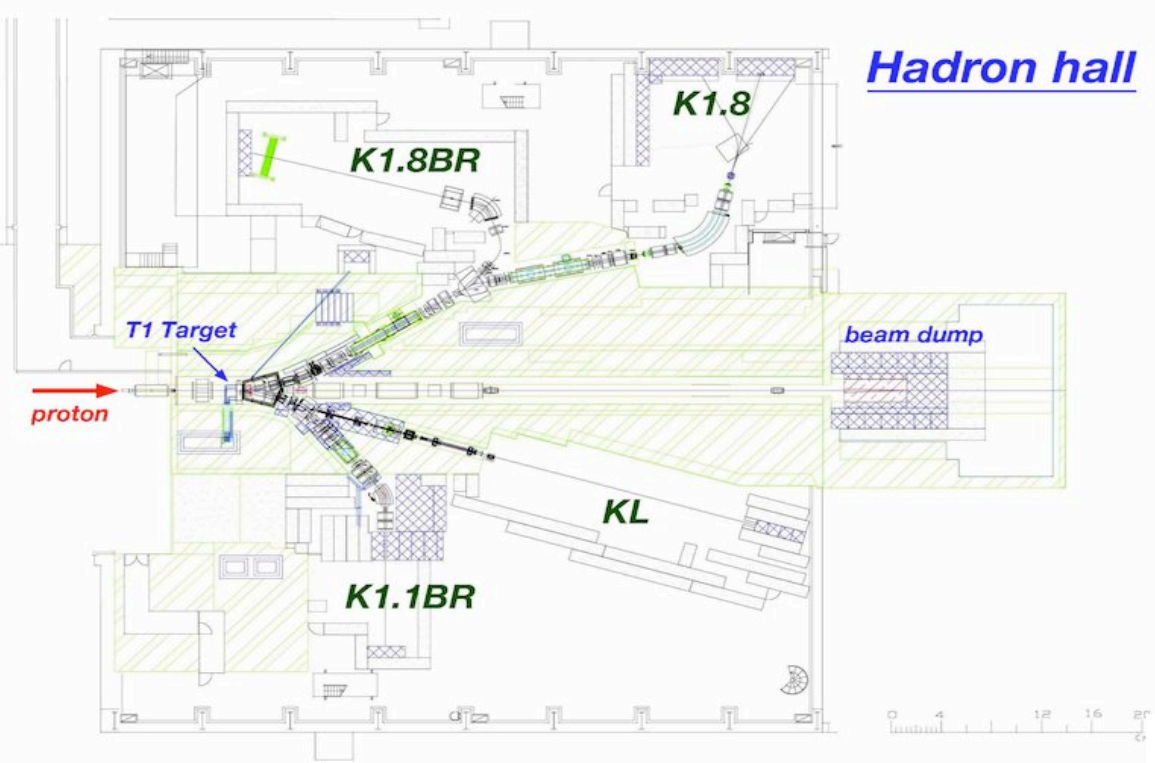 Hadron hall
K1.8
K1.8BR
T1 Target
beam dump
proton
KL
K1.1BR
0 4 12 16